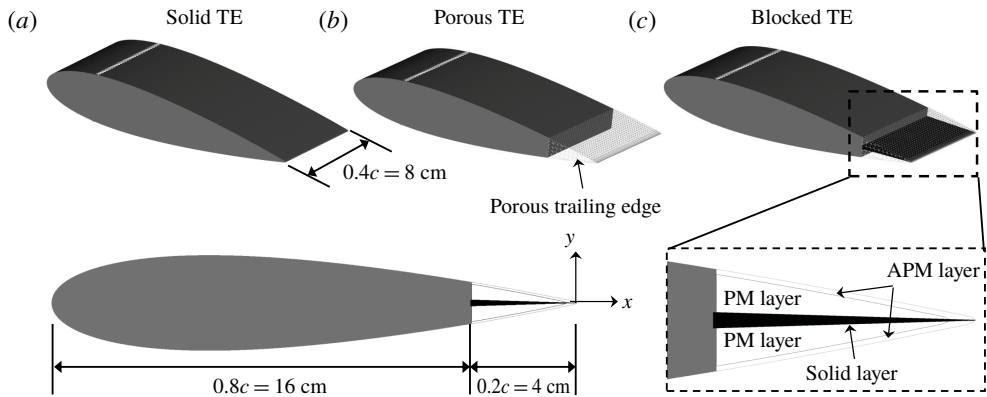 (a) Solid TE
(b) Porous TE
(c) Blocked TE
0.4c = 8 cm
Porous trailing edge
y
x
0.8c = 16 cm
0.2c = 4 cm
APM layer
PM layer
PM layer
Solid layer